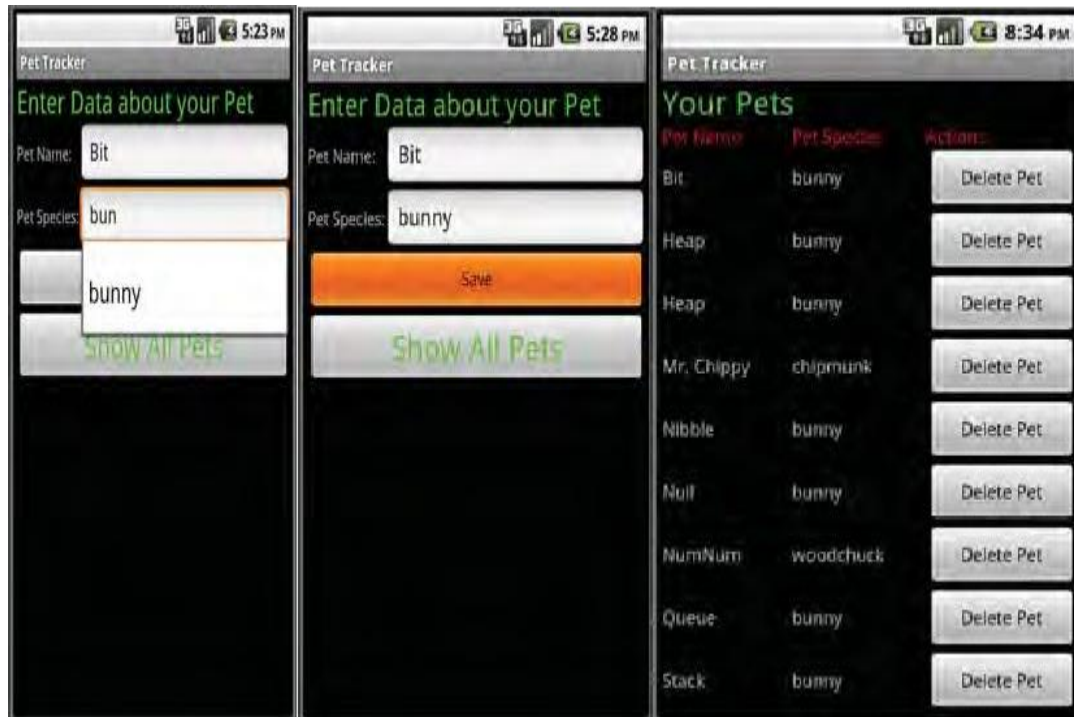 5:23 PM
Pet Tracker
Enter Data about your Pet
Pet Name: Bit
Pet Species: bun
bunny
Show All Pets
5:28 PM
Pet Tracker
Enter Data about your Pet
Pet Name: Bit
Pet Species: bunny
Save
Show All Pets
8:34 PM
Pet Tracker
Your Pets
Pet Name Pet Species Actions
Bit bunny Delete Pet
Heap bunny Delete Pet
Heap bunny Delete Pet
Mr. Chippy chipmunk Delete Pet
Nibble bunny Delete Pet
Null bunny Delete Pet
NumNum woodchuck Delete Pet
Queue bunny Delete Pet
Stack bunny Delete Pet